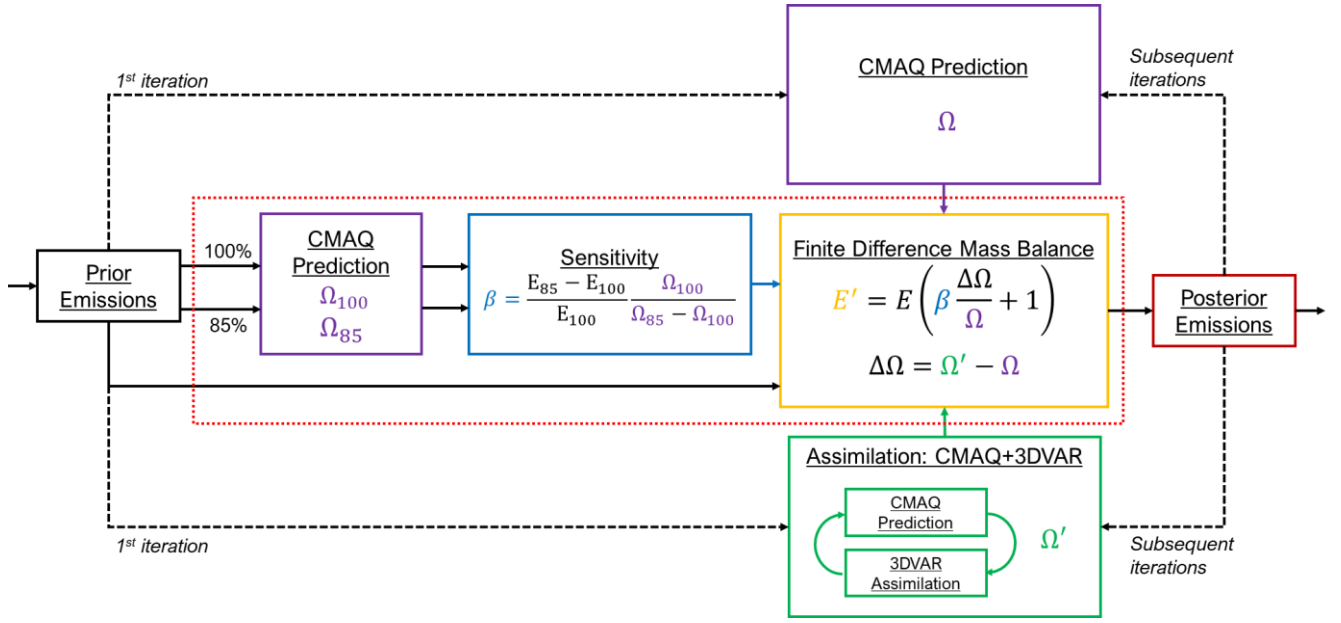 1st iteration
CMAQ Prediction
Ω
Subsequent
iterations
Prior
Emissions
100%
85%
CMAQ
Prediction
Ω₁₀₀
Ω₈₅
Sensitivity
β = (E₈₅ − E₁₀₀)/E₁₀₀ Ω₁₀₀/(Ω₈₅ − Ω₁₀₀)
Finite Difference Mass Balance
E′ = E(β ΔΩ/Ω + 1)
ΔΩ = Ω′ − Ω
Posterior
Emissions
1st iteration
Assimilation: CMAQ+3DVAR
CMAQ
Prediction
3DVAR
Assimilation
Ω′
Subsequent
iterations